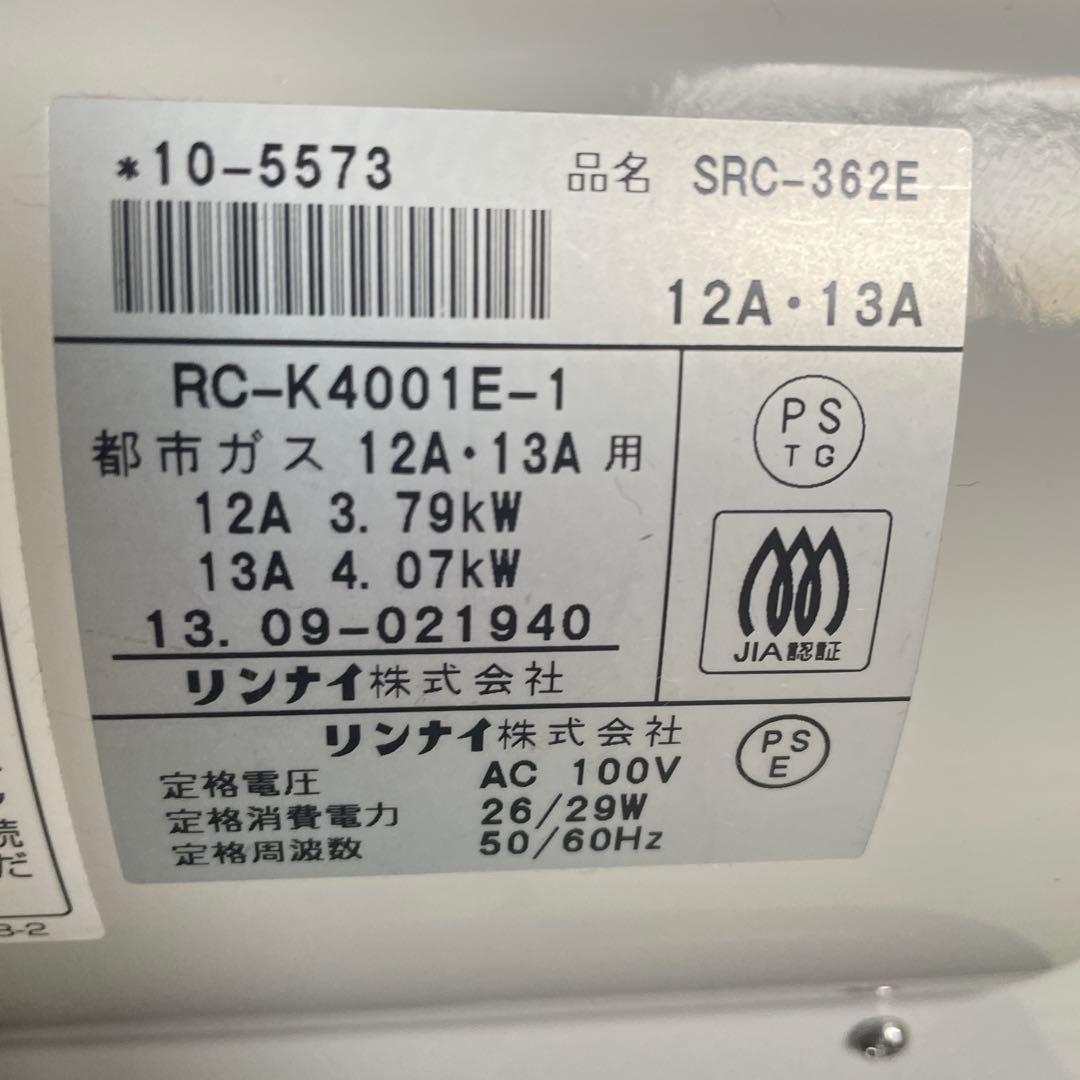 *10-5573
品名 SRC-362E
12A・13A
RC-K4001E-1
都市ガス 12A・13A 用
12A 3.79kW
13A 4.07kW
13.09-021940
リンナイ株式会社
PS
TG
JIA認証
リンナイ株式会社
PS
E
定格電圧 AC 100V
定格消費電力 26/29W
定格周波数 50/60Hz
続
だ
-2